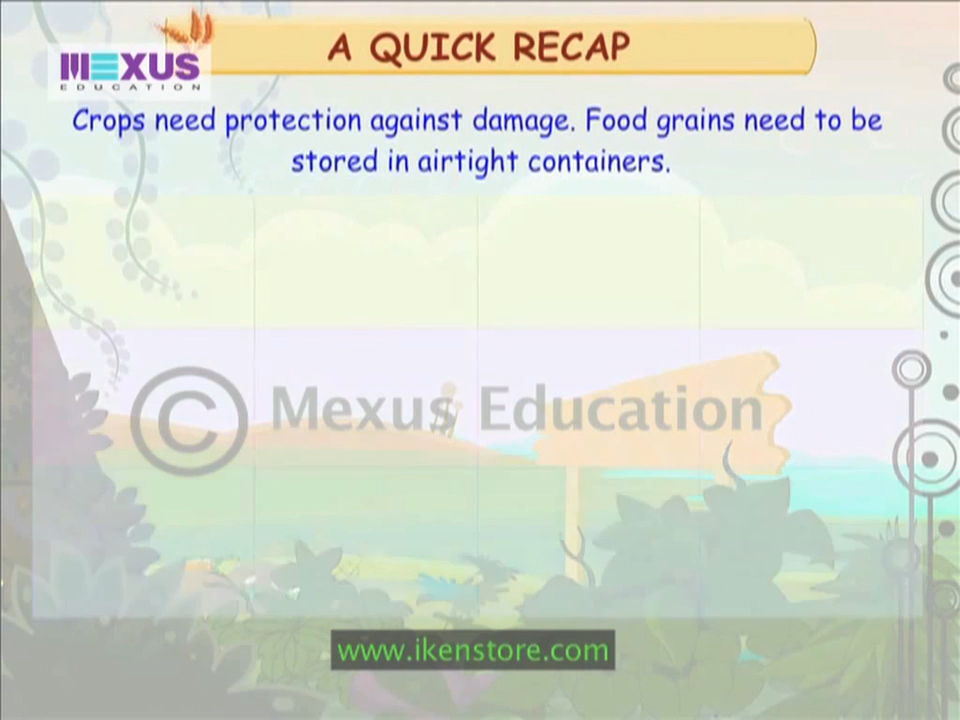 A QUICK RECAP
MEXUS
EDUCATION
Crops need protection against damage. Food grains need to be
stored in airtight containers.
© Mexus Education
www.ikenstore.com